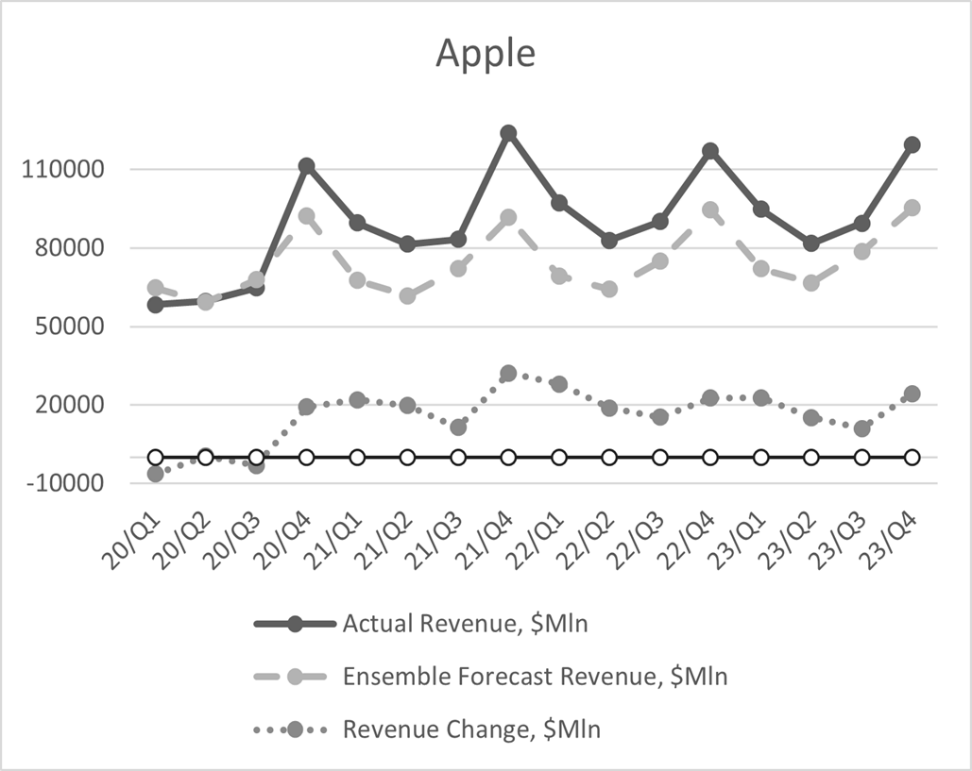 Apple
110000
80000
50000
20000
-10000
20/Q1
20/Q2
20/Q3
20/Q4
21/Q1
21/Q2
21/Q3
21/Q4
22/Q1
22/Q2
22/Q3
22/Q4
23/Q1
23/Q2
23/Q3
23/Q4
Actual Revenue, $Mln
Ensemble Forecast Revenue, $Mln
Revenue Change, $Mln